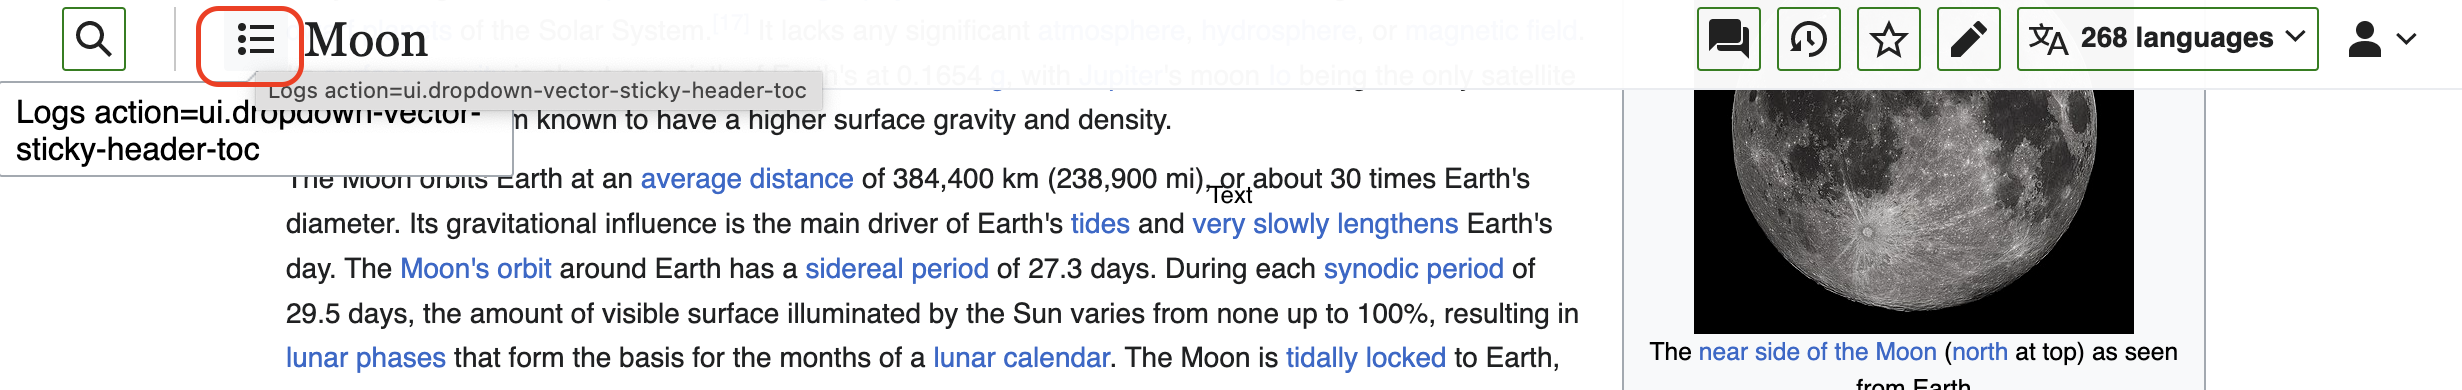 Moon
268 languages
planets of the Solar System.[17] It lacks any significant atmosphere, hydrosphere, or magnetic field.
Earth's at 0.1654 g, with Jupiter's moon Io being the only satellite
Logs action=ui.dropdown-vector-sticky-header-toc
Logs action=ui.dropdown-vector-
sticky-header-toc
known to have a higher surface gravity and density.
The Moon orbits Earth at an average distance of 384,400 km (238,900 mi), or about 30 times Earth's
Text
diameter. Its gravitational influence is the main driver of Earth's tides and very slowly lengthens Earth's
day. The Moon's orbit around Earth has a sidereal period of 27.3 days. During each synodic period of
29.5 days, the amount of visible surface illuminated by the Sun varies from none up to 100%, resulting in
lunar phases that form the basis for the months of a lunar calendar. The Moon is tidally locked to Earth,
The near side of the Moon (north at top) as seen
from Earth